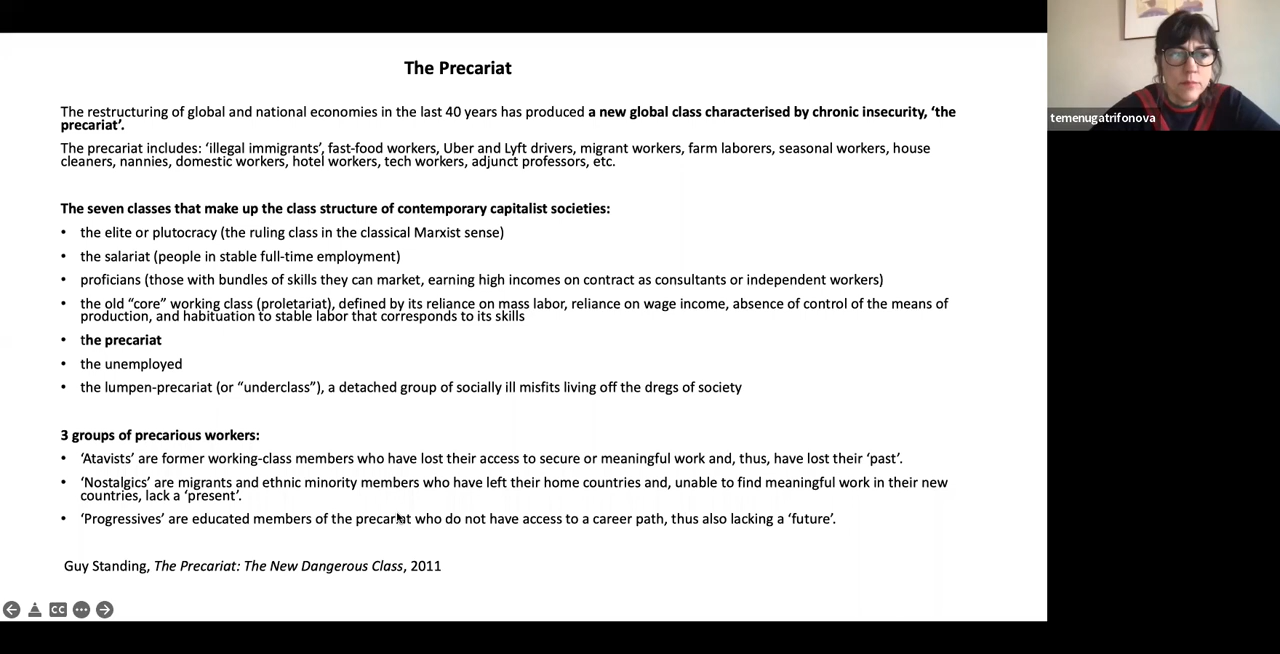 The Precariat
The restructuring of global and national economies in the last 40 years has produced a new global class characterised by chronic insecurity, ‘the
precariat’.
The precariat includes: ‘illegal immigrants’, fast-food workers, Uber and Lyft drivers, migrant workers, farm laborers, seasonal workers, house
cleaners, nannies, domestic workers, hotel workers, tech workers, adjunct professors, etc.
The seven classes that make up the class structure of contemporary capitalist societies:
• the elite or plutocracy (the ruling class in the classical Marxist sense)
• the salariat (people in stable full-time employment)
• proficians (those with bundles of skills they can market, earning high incomes on contract as consultants or independent workers)
• the old “core” working class (proletariat), defined by its reliance on mass labor, reliance on wage income, absence of control of the means of
production, and habituation to stable labor that corresponds to its skills
• the precariat
• the unemployed
• the lumpen-precariat (or “underclass”), a detached group of socially ill misfits living off the dregs of society
3 groups of precarious workers:
• ‘Atavists’ are former working-class members who have lost their access to secure or meaningful work and, thus, have lost their ‘past’.
• ‘Nostalgics’ are migrants and ethnic minority members who have left their home countries and, unable to find meaningful work in their new
countries, lack a ‘present’.
• ‘Progressives’ are educated members of the precariat who do not have access to a career path, thus also lacking a ‘future’.
Guy Standing, The Precariat: The New Dangerous Class, 2011
CC
temenugatrifonova